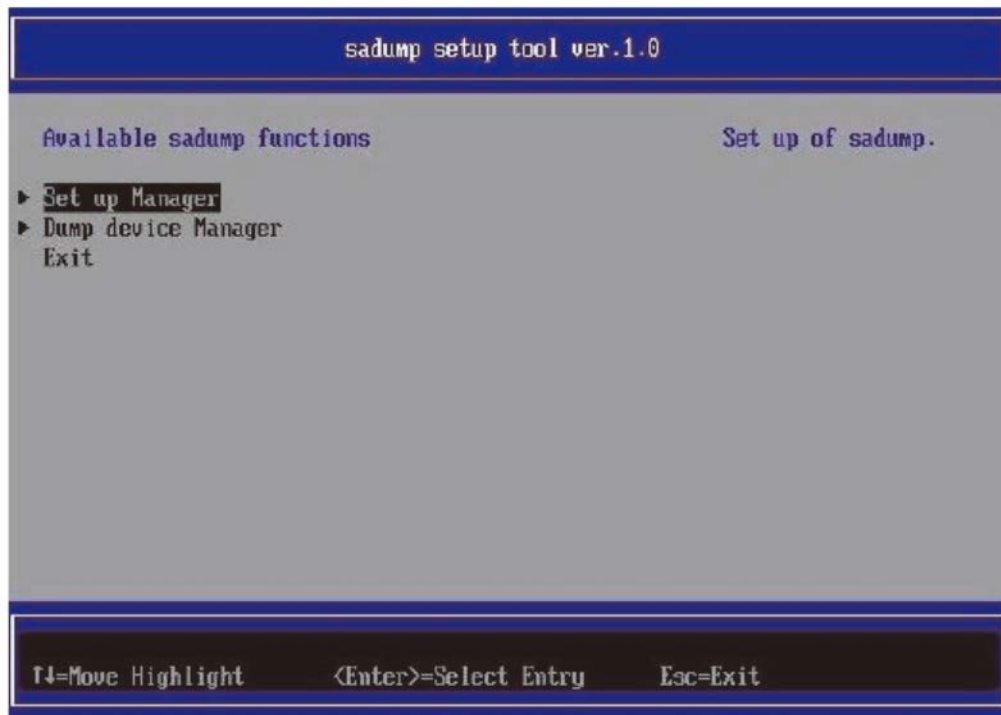 sadump setup tool ver.1.0
Available sadump functions
Set up of sadump.
▶ Set up Manager
▶ Dump device Manager
Exit
↑↓=Move Highlight <Enter>=Select Entry Esc=Exit